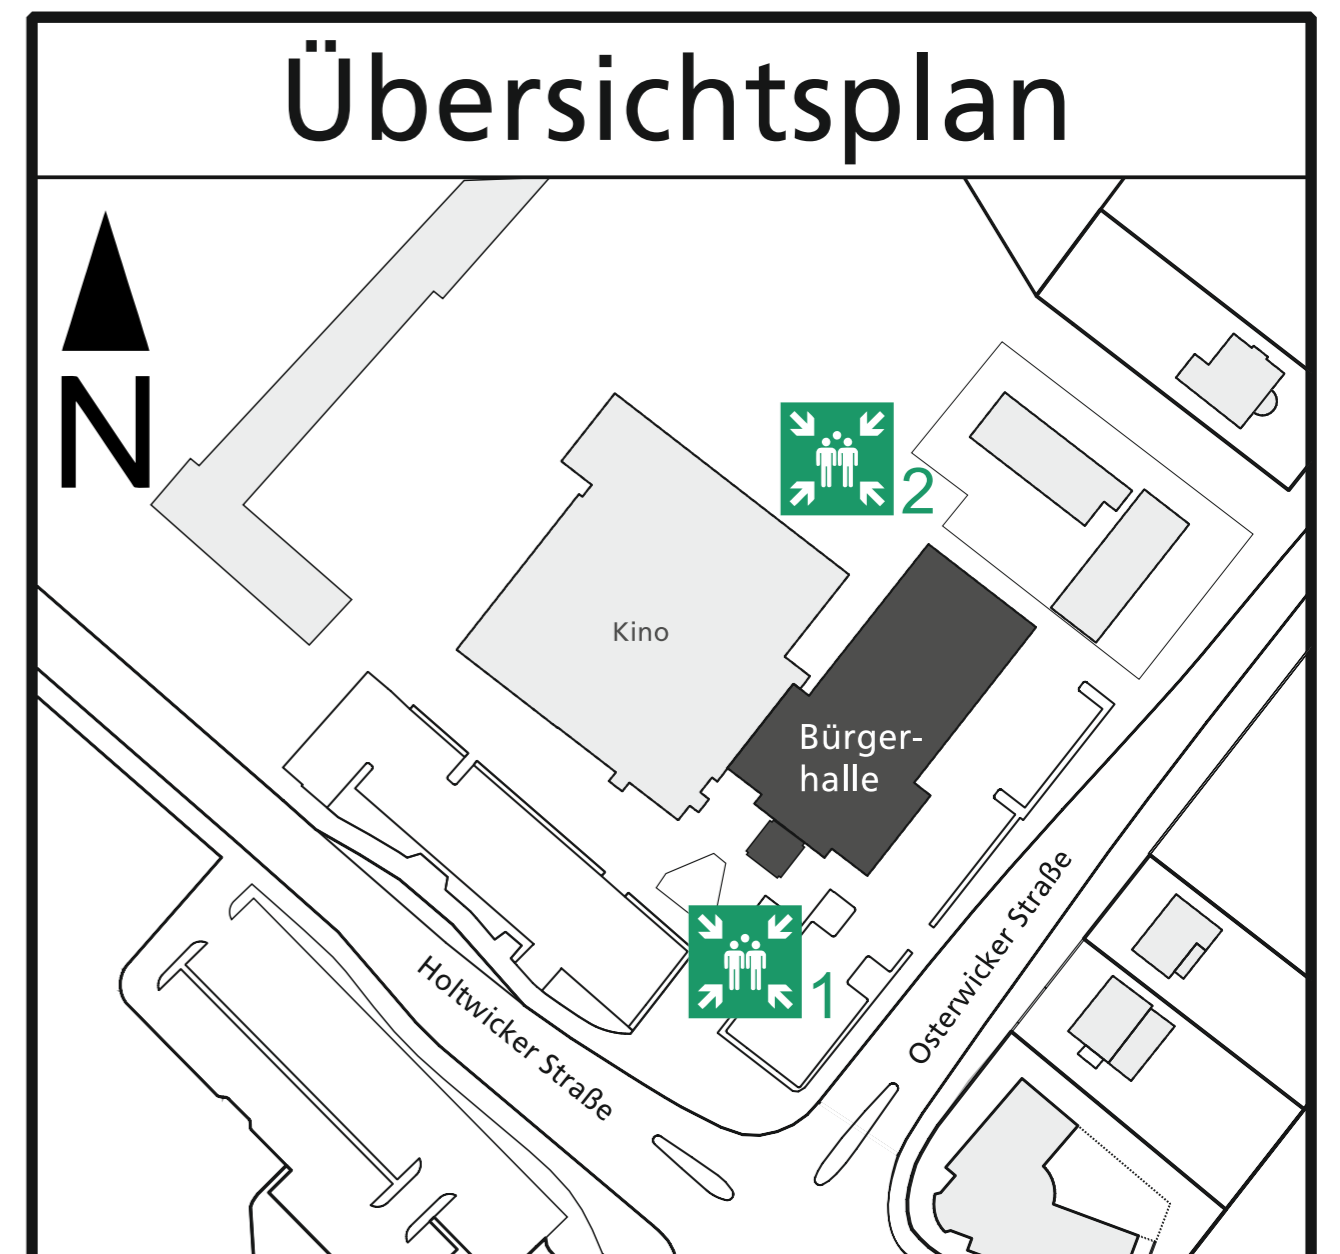 Übersichtsplan
N
2
Kino
Bürger-
halle
1
Holtwicker Straße
Osterwicker Straße